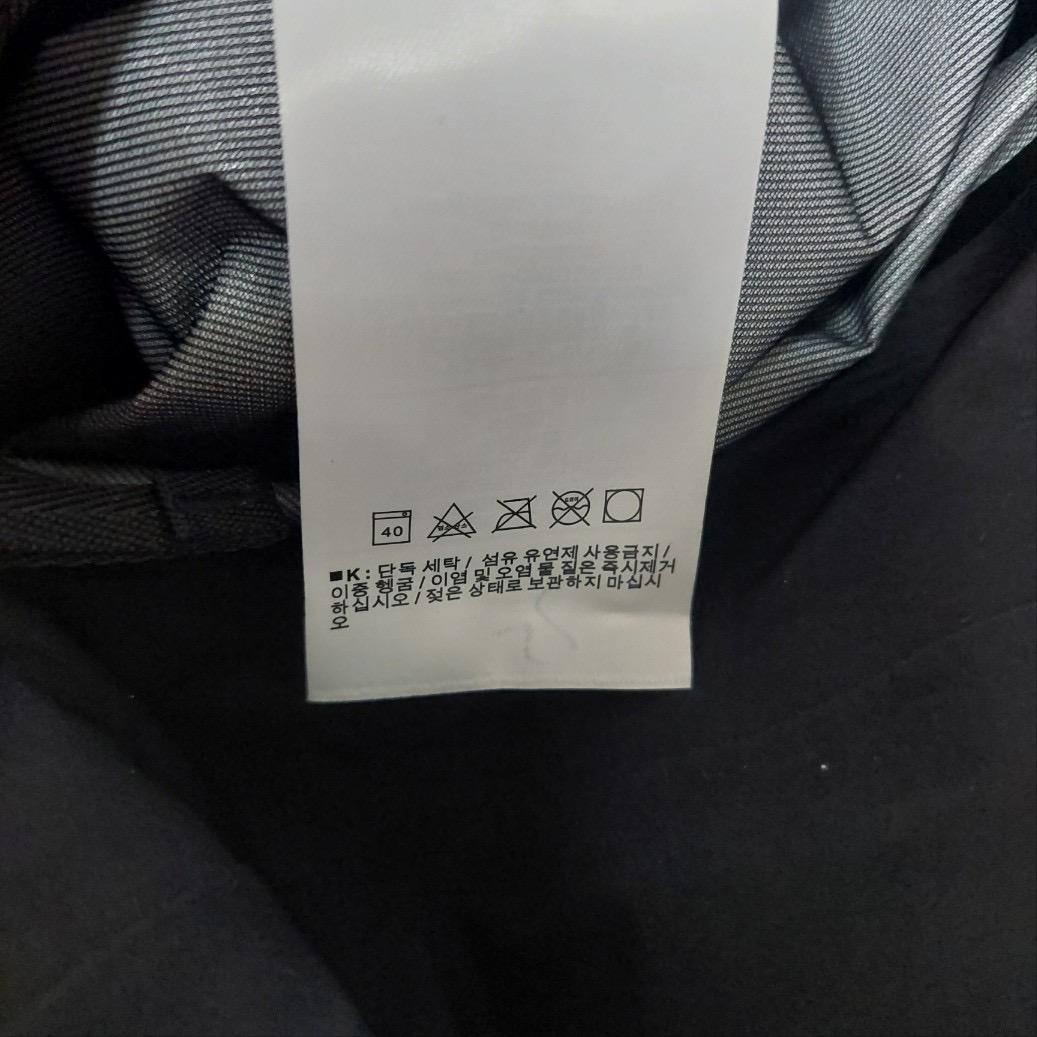 40
■K: 단독 세탁 / 섬유 유연제 사용금지 /
이중 헹굼 / 이염 및 오염 물 질은 즉시제거
하십시오 / 젖은 상태로 보관하지 마십시
오